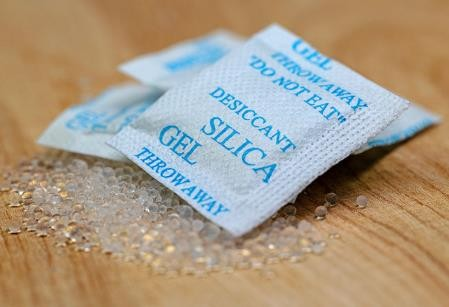 GEL
THROWAWAY
"DO NOT EAT"
DESICCANT
SILICA
GEL
THROWAWAY